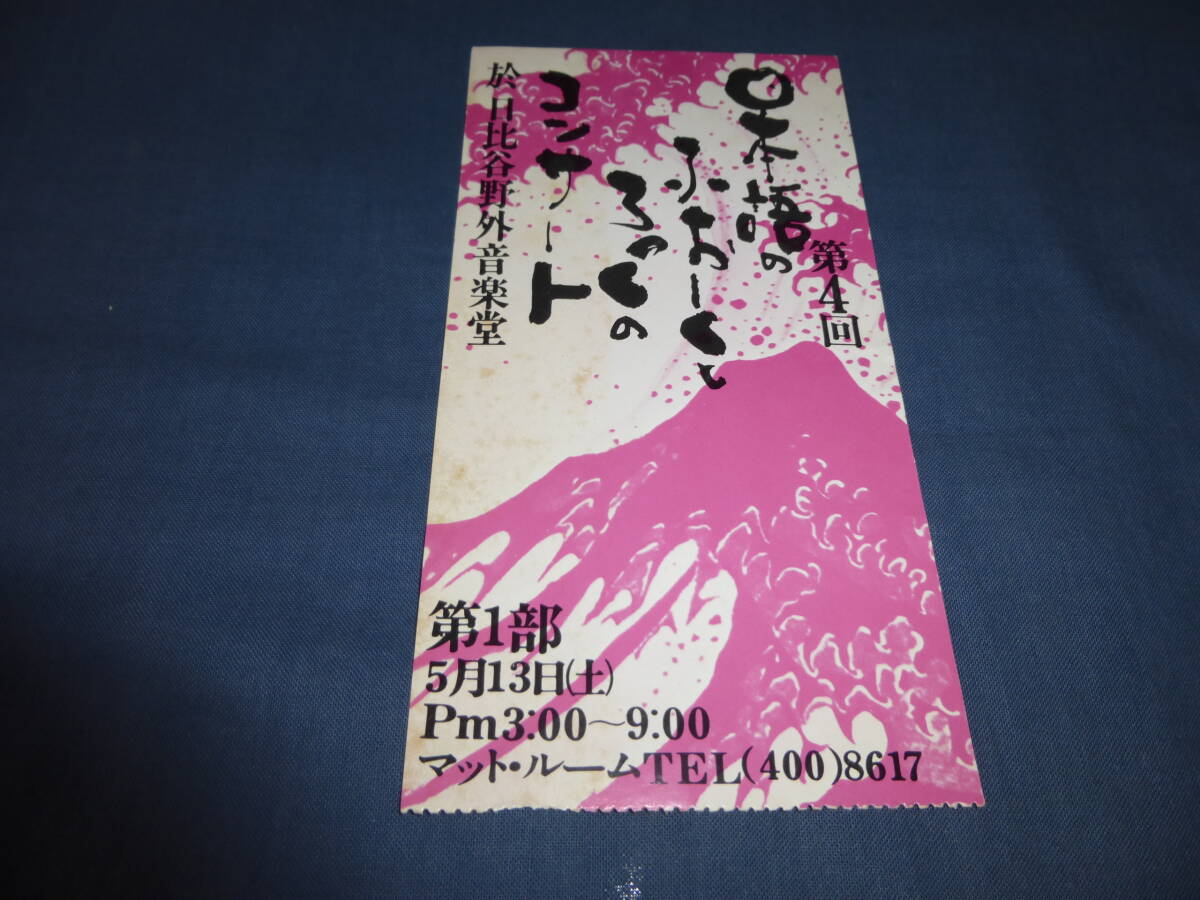 第4回
日本語の
ふおーくと
ろっくの
コンサート
於日比谷野外音楽堂
第1部
5月13日(土)
Pm3:00〜9:00
マット・ルームTEL(400)8617